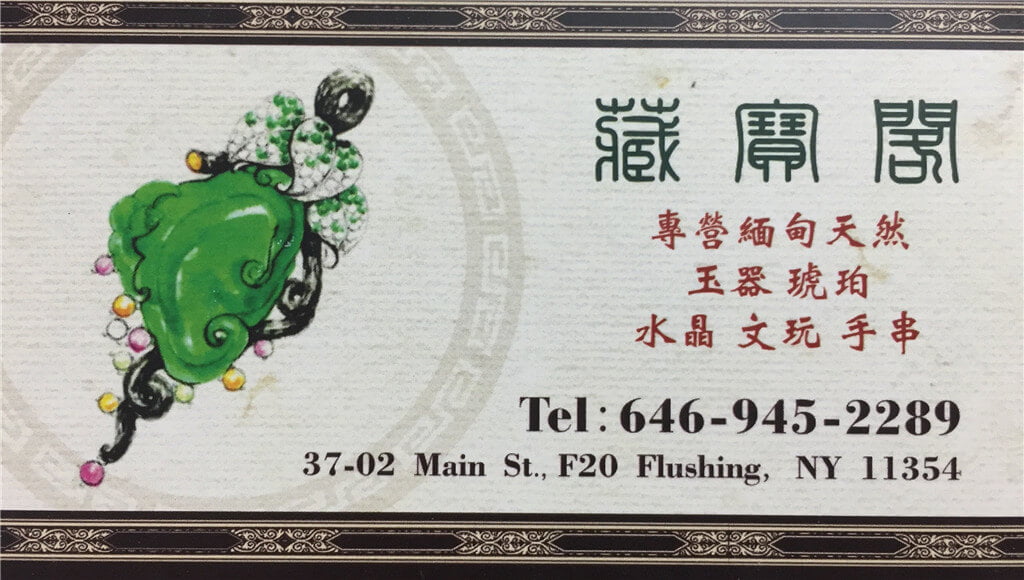 藏寶閣
專營緬甸天然
玉器 琥珀
水晶 文玩 手串
Tel: 646-945-2289
37-02 Main St., F20 Flushing, NY 11354